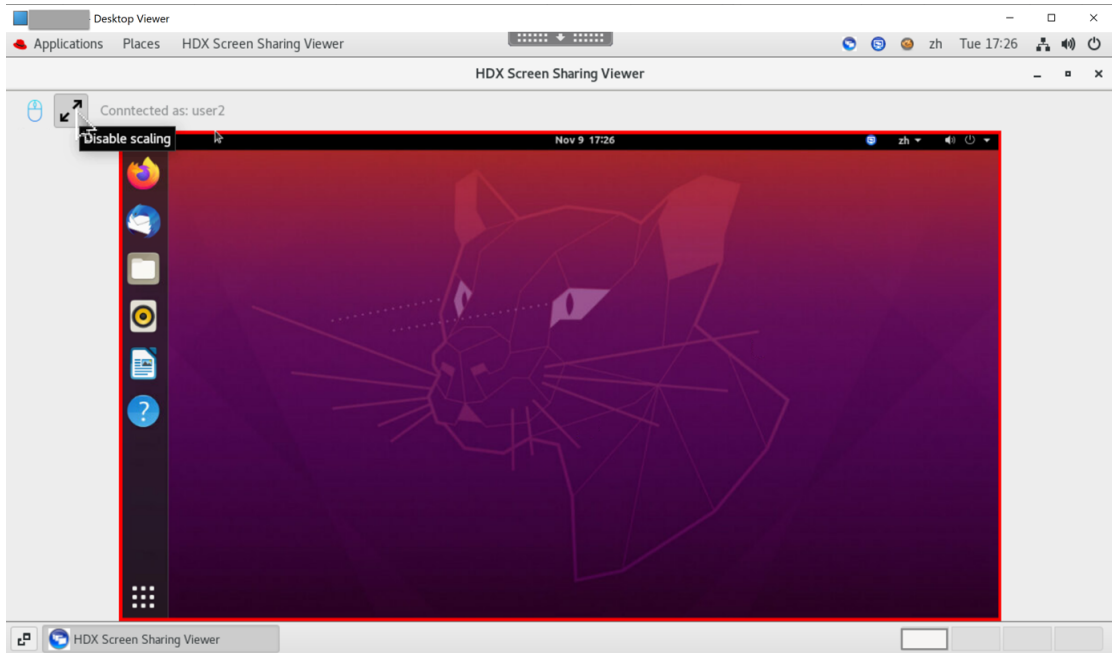 - Desktop Viewer
Applications Places HDX Screen Sharing Viewer zh Tue 17:26
HDX Screen Sharing Viewer
Conntected as: user2
Disable scaling
Nov 9 17:26 zh
?
HDX Screen Sharing Viewer